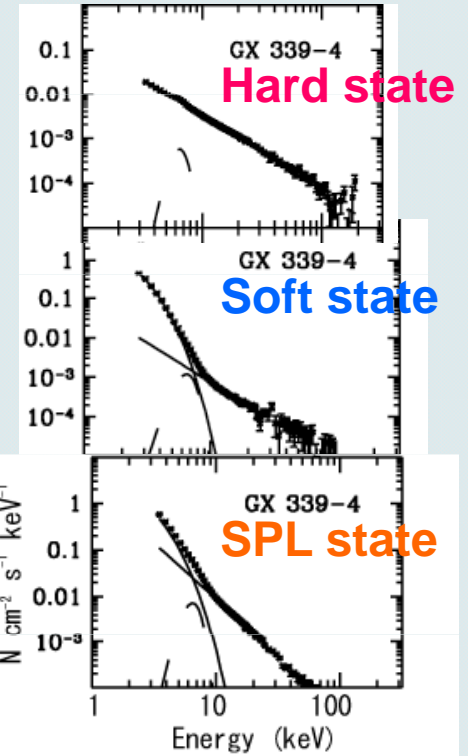 GX 339-4
Hard state
0.1
0.01
10⁻³
10⁻⁴
GX 339-4
Soft state
1
0.1
0.01
10⁻³
10⁻⁴
GX 339-4
SPL state
1
0.1
0.01
10⁻³
N cm⁻² s⁻¹ keV⁻¹
1 10 100
Energy (keV)